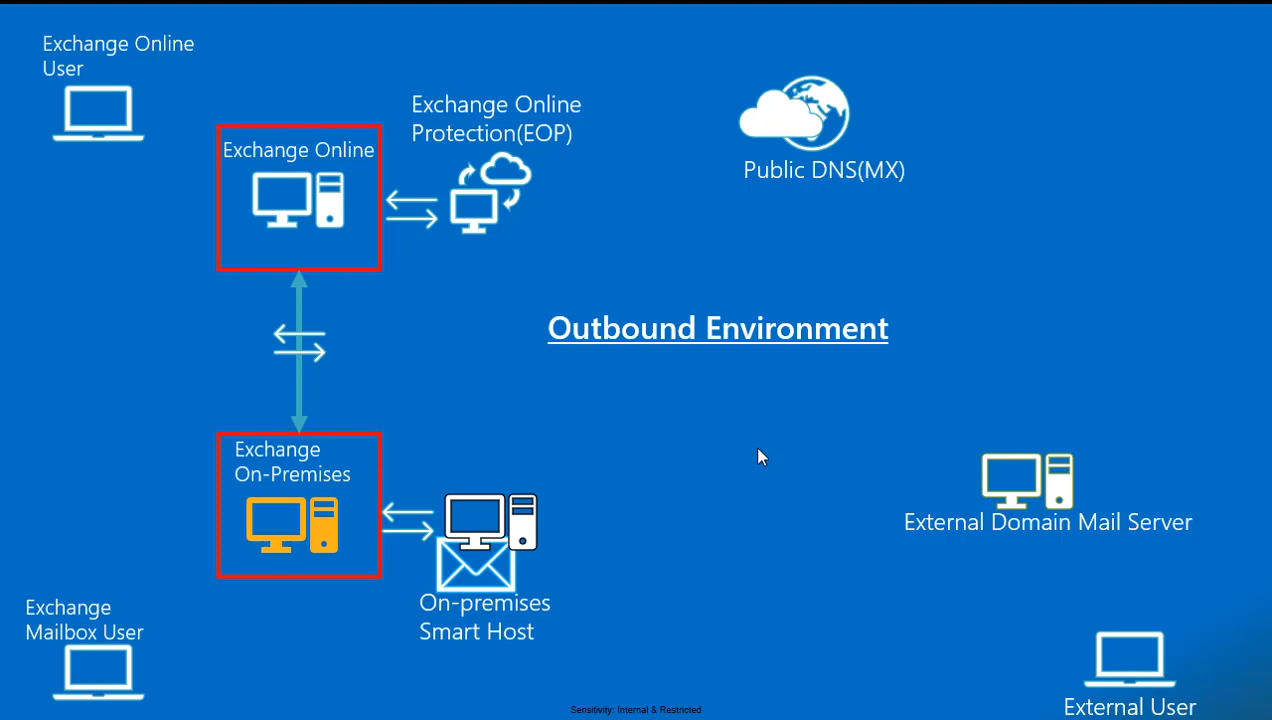 Exchange Online
User
Exchange Online
Protection(EOP)
Exchange Online
Public DNS(MX)
Outbound Environment
Exchange
On-Premises
External Domain Mail Server
On-premises
Smart Host
Exchange
Mailbox User
External User
Sensitivity: Internal & Restricted